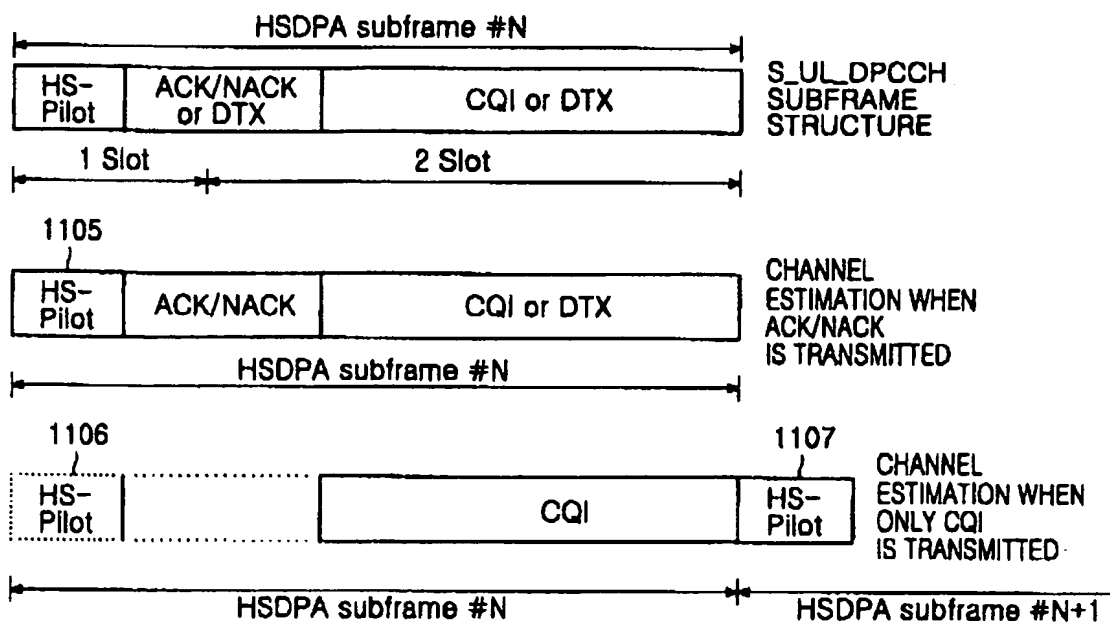 HSDPA subframe #N
HS-
Pilot
ACK/NACK
or DTX
CQI or DTX
S_UL_DPCCH
SUBFRAME
STRUCTURE
1 Slot
2 Slot
1105
HS-
Pilot
ACK/NACK
CQI or DTX
CHANNEL
ESTIMATION WHEN
ACK/NACK
IS TRANSMITTED
HSDPA subframe #N
1106
1107
HS-
Pilot
CQI
HS-
Pilot
CHANNEL
ESTIMATION WHEN
ONLY CQI
IS TRANSMITTED
HSDPA subframe #N
HSDPA subframe #N+1